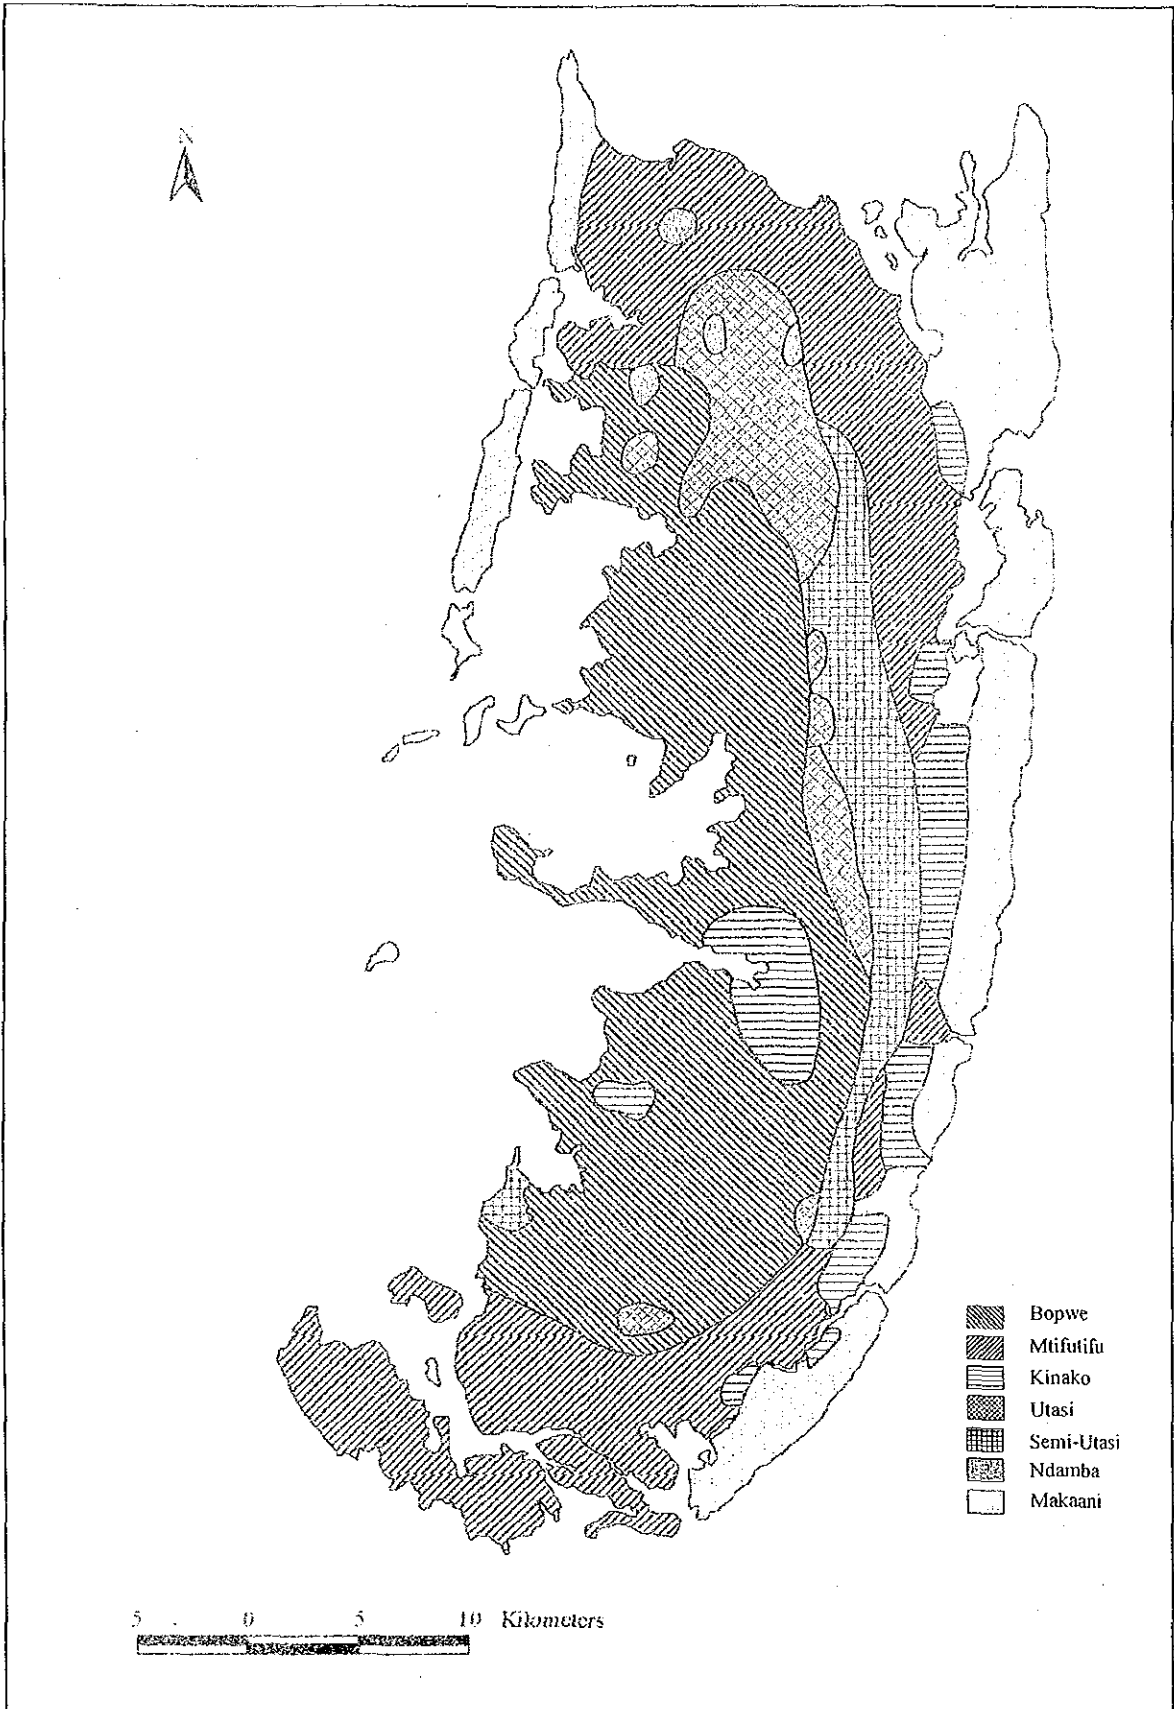 N
Bopwe
Mtifutifu
Kinako
Utasi
Semi-Utasi
Ndamba
Makaani
5 0 5 10 Kilometers